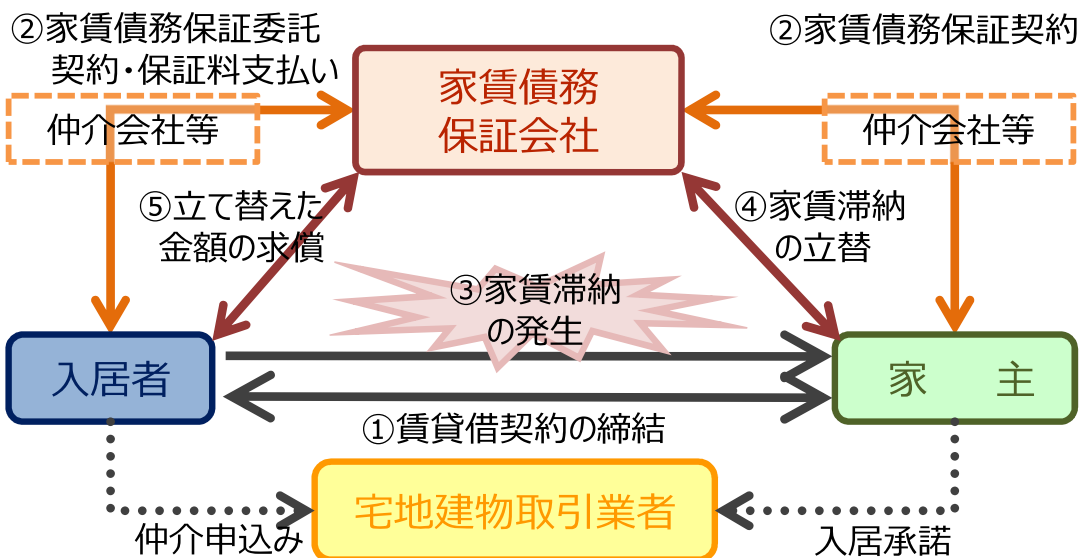 ②家賃債務保証委託
契約・保証料支払い
②家賃債務保証契約
家賃債務
保証会社
仲介会社等
仲介会社等
⑤立て替えた
金額の求償
④家賃滞納
の立替
③家賃滞納
の発生
入居者
家　主
①賃貸借契約の締結
宅地建物取引業者
仲介申込み
入居承諾